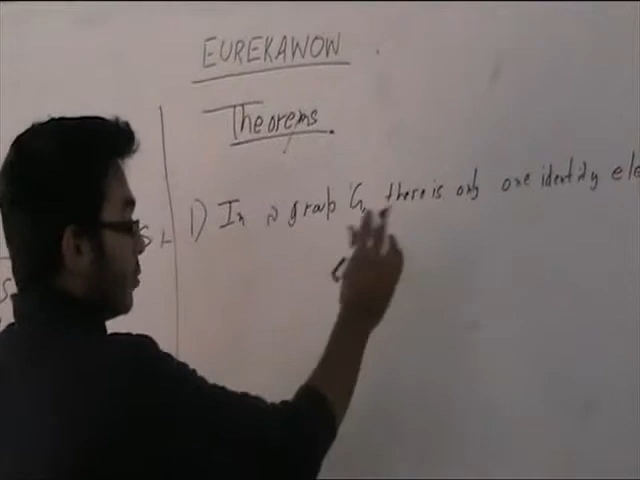 EUREKAWOW
Theorems.
1) In a group G, there is only one identity ele